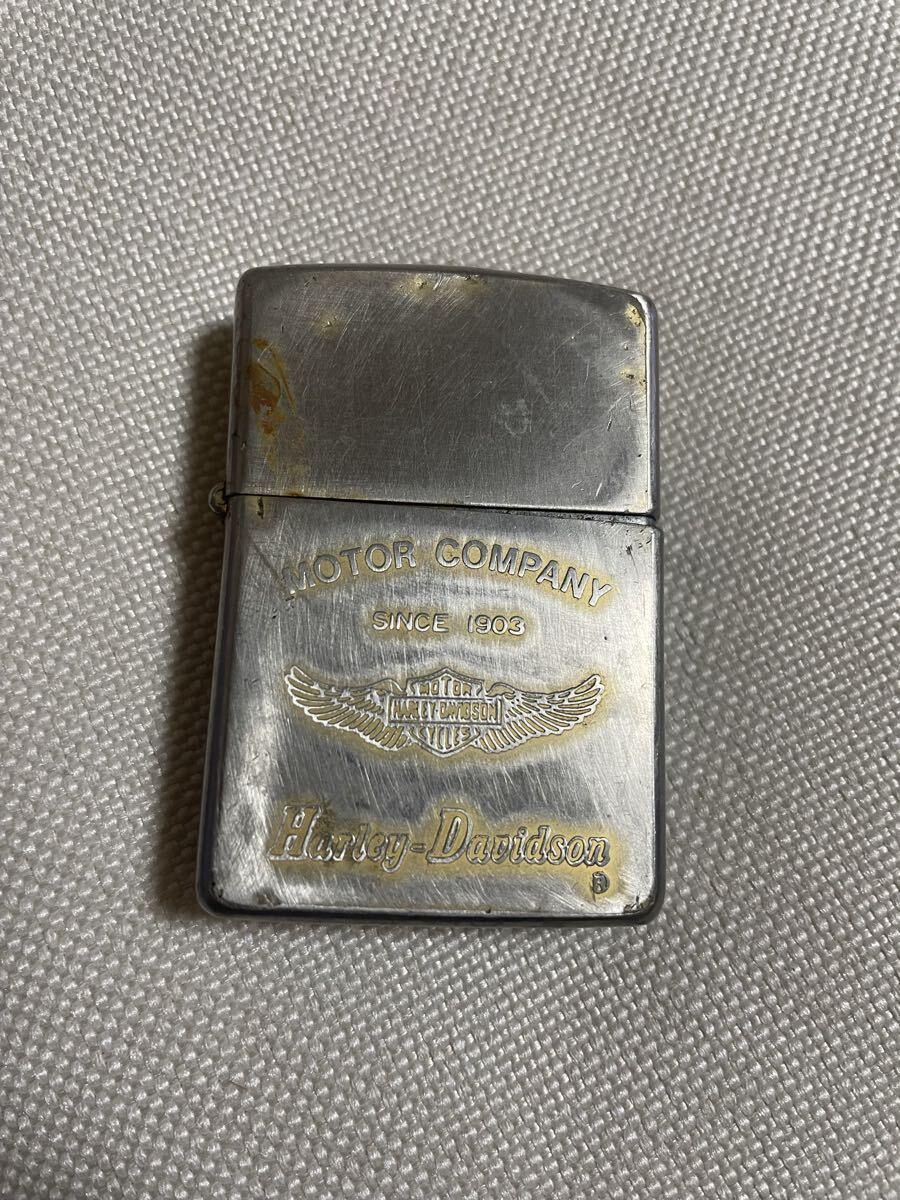 MOTOR COMPANY
SINCE 1903
MOTOR
HARLEY-DAVIDSON
CYCLES
Harley-Davidson
®